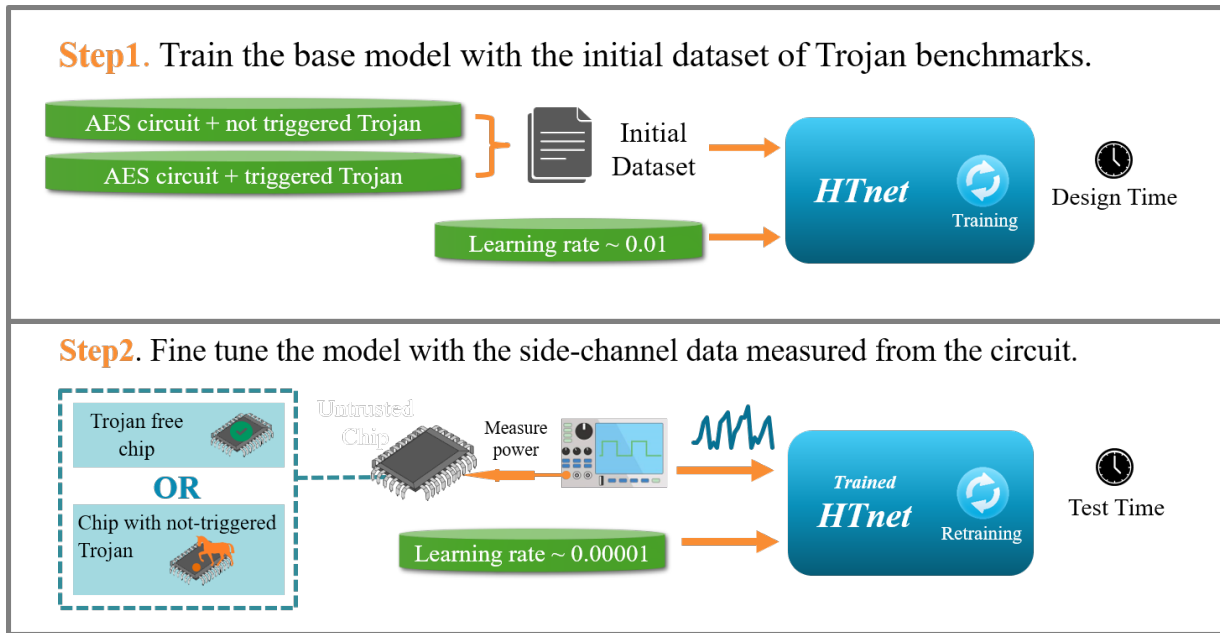 Step1. Train the base model with the initial dataset of Trojan benchmarks.
AES circuit + not triggered Trojan
AES circuit + triggered Trojan
Initial
Dataset
Learning rate ~ 0.01
HTnet
Training
Design Time
Step2. Fine tune the model with the side-channel data measured from the circuit.
Trojan free
chip
OR
Chip with not-triggered
Trojan
Untrusted
Chip
Measure
power
Learning rate ~ 0.00001
Trained
HTnet
Retraining
Test Time